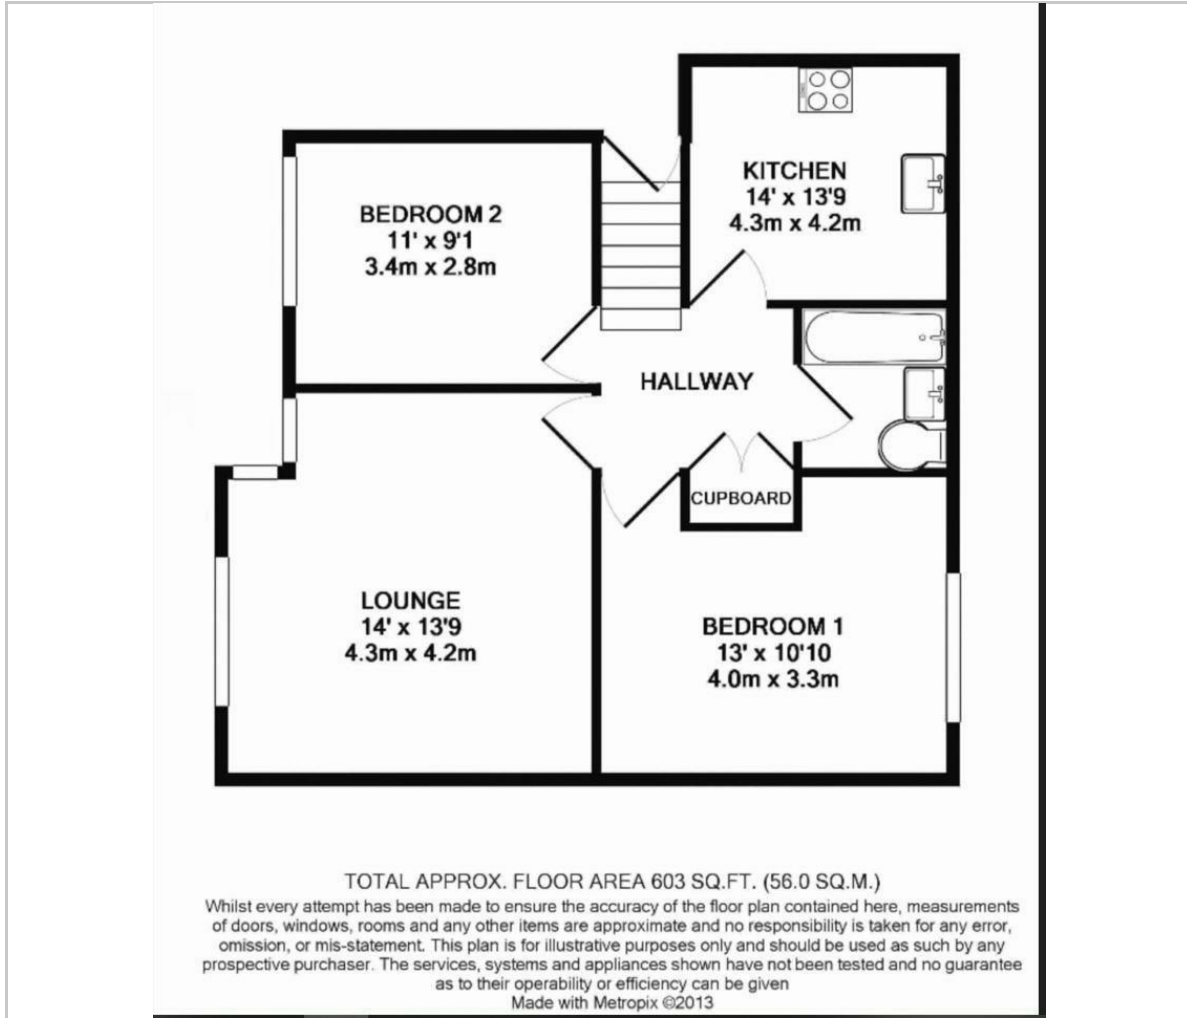 KITCHEN
14' x 13'9
4.3m x 4.2m
BEDROOM 2
11' x 9'1
3.4m x 2.8m
HALLWAY
CUPBOARD
LOUNGE
14' x 13'9
4.3m x 4.2m
BEDROOM 1
13' x 10'10
4.0m x 3.3m
TOTAL APPROX. FLOOR AREA 603 SQ.FT. (56.0 SQ.M.)
Whilst every attempt has been made to ensure the accuracy of the floor plan contained here, measurements
of doors, windows, rooms and any other items are approximate and no responsibility is taken for any error,
omission, or mis-statement. This plan is for illustrative purposes only and should be used as such by any
prospective purchaser. The services, systems and appliances shown have not been tested and no guarantee
as to their operability or efficiency can be given
Made with Metropix ©2013